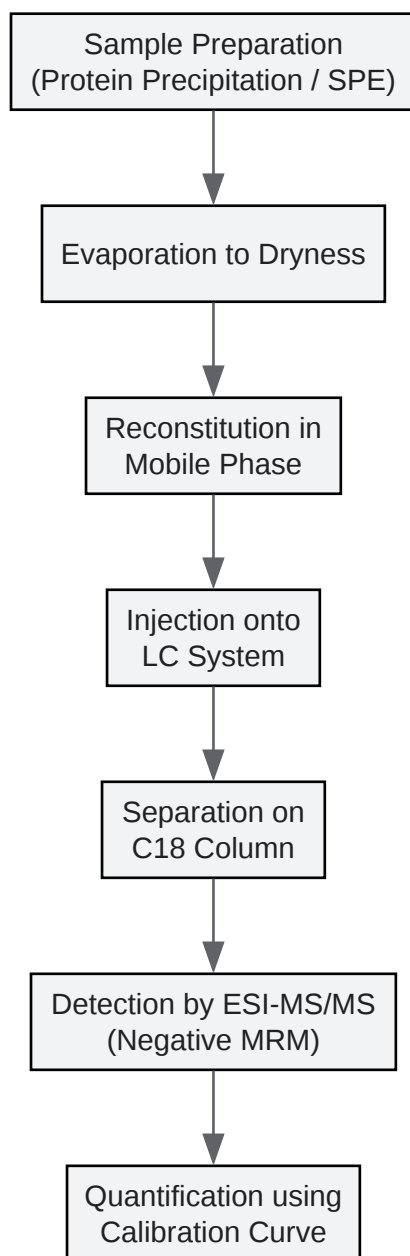 Sample Preparation
(Protein Precipitation / SPE)
Evaporation to Dryness
Reconstitution in
Mobile Phase
Injection onto
LC System
Separation on
C18 Column
Detection by ESI-MS/MS
(Negative MRM)
Quantification using
Calibration Curve